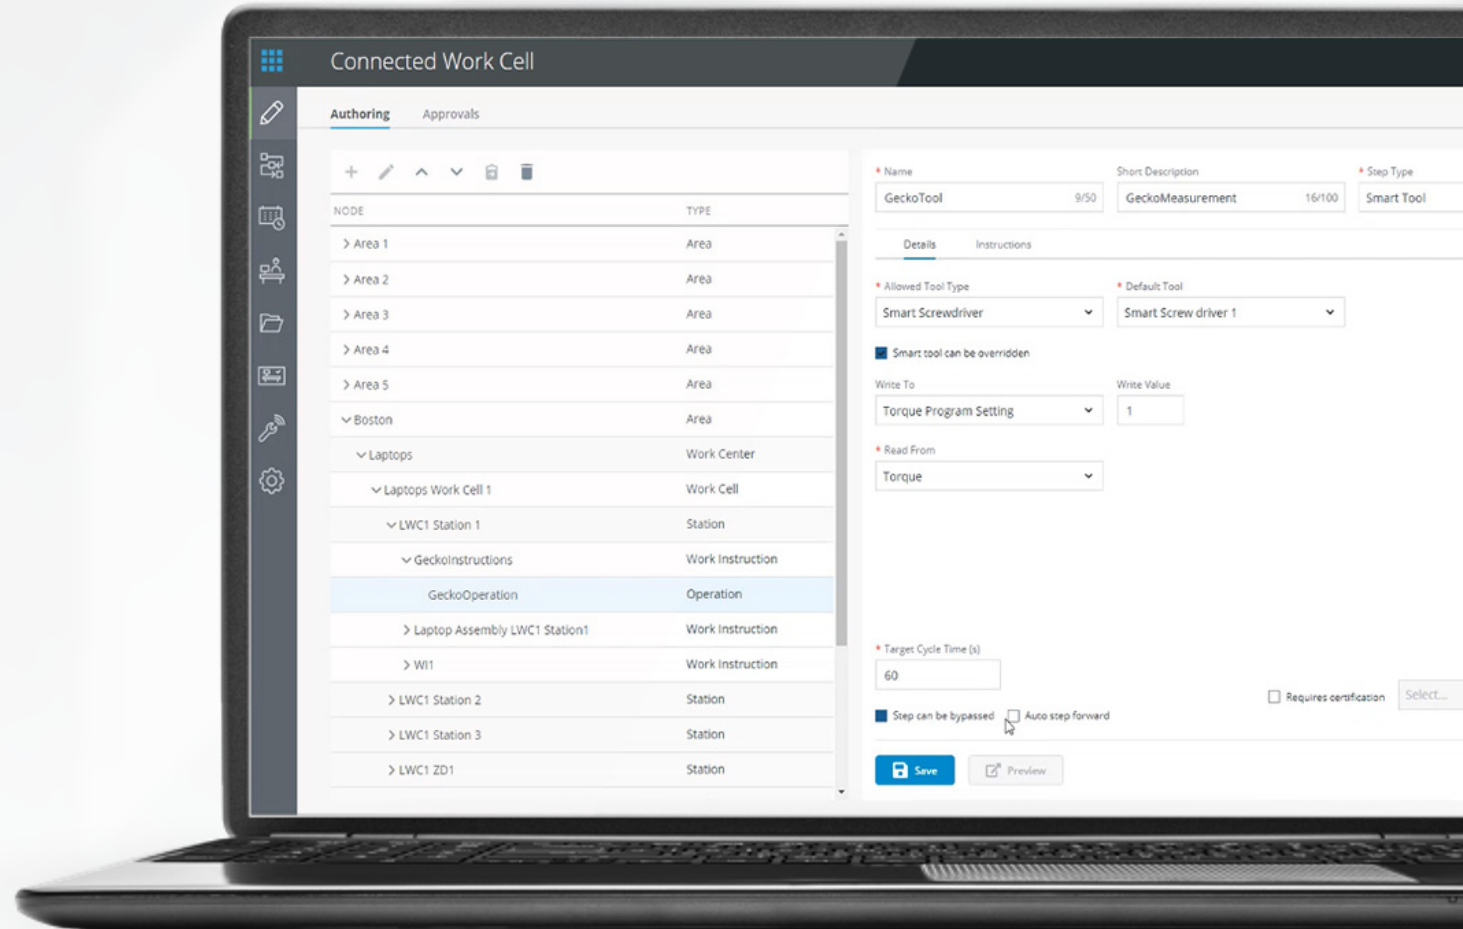 Connected Work Cell
Authoring Approvals
NODE TYPE
Area 1 Area
Area 2 Area
Area 3 Area
Area 4 Area
Area 5 Area
Boston Area
Laptops Work Center
Laptops Work Cell 1 Work Cell
LWC1 Station 1 Station
GeckoInstructions Work Instruction
GeckoOperation Operation
Laptop Assembly LWC1 Station1 Work Instruction
WI1 Work Instruction
LWC1 Station 2 Station
LWC1 Station 3 Station
LWC1 ZD1 Station
* Name Short Description * Step Type
GeckoTool 9/50 GeckoMeasurement 16/100 Smart Tool
Details Instructions
* Allowed Tool Type * Default Tool
Smart Screwdriver Smart Screw driver 1
Smart tool can be overridden
Write To Write Value
Torque Program Setting 1
* Read From
Torque
* Target Cycle Time (s)
60
Requires certification Select...
Step can be bypassed Auto step forward
Save Preview